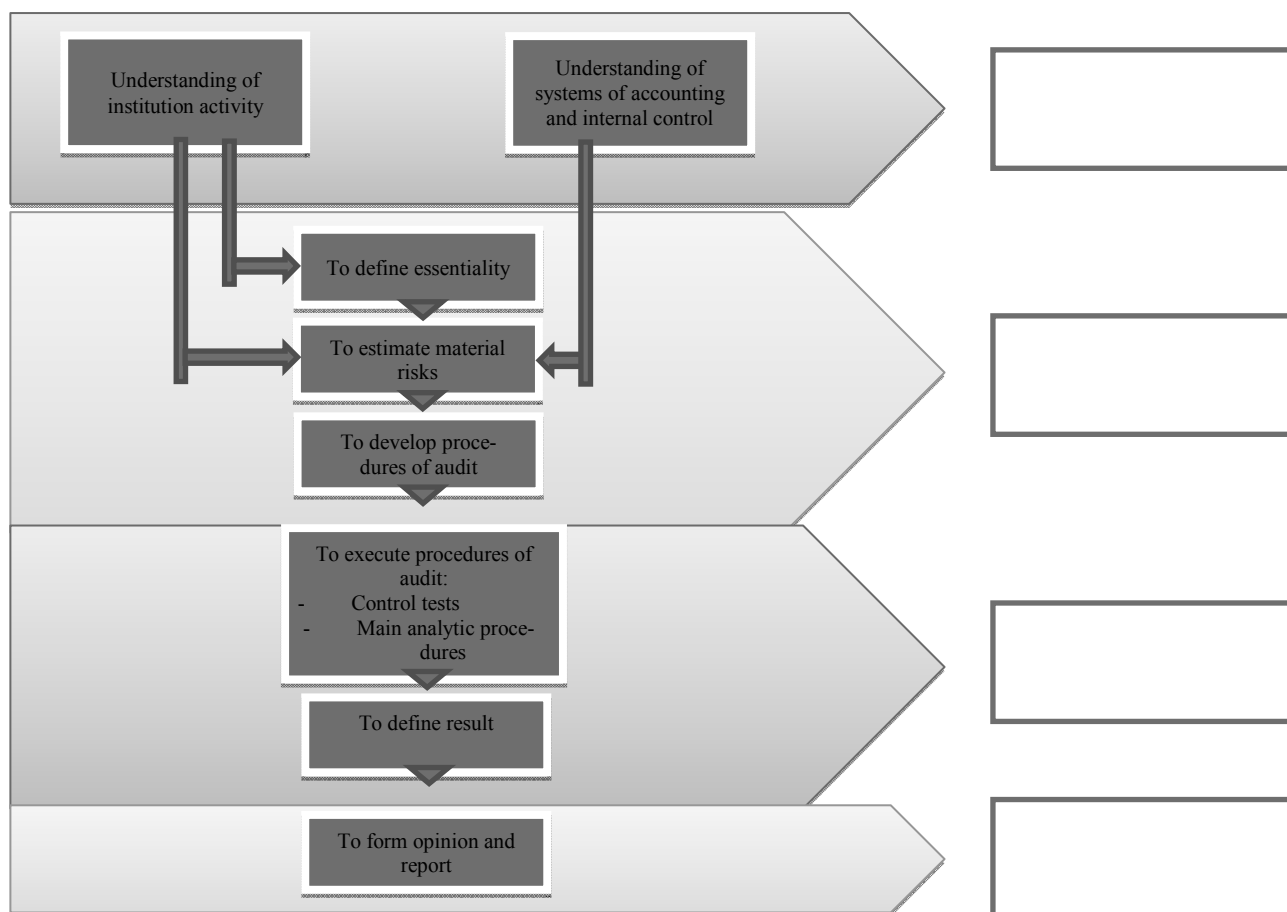 Understanding of
institution activity
Understanding of
systems of accounting
and internal control
To define essentiality
To estimate material
risks
To develop proce-
dures of audit
To execute procedures of
audit:
- Control tests
- Main analytic proce-
dures
To define result
To form opinion and
report